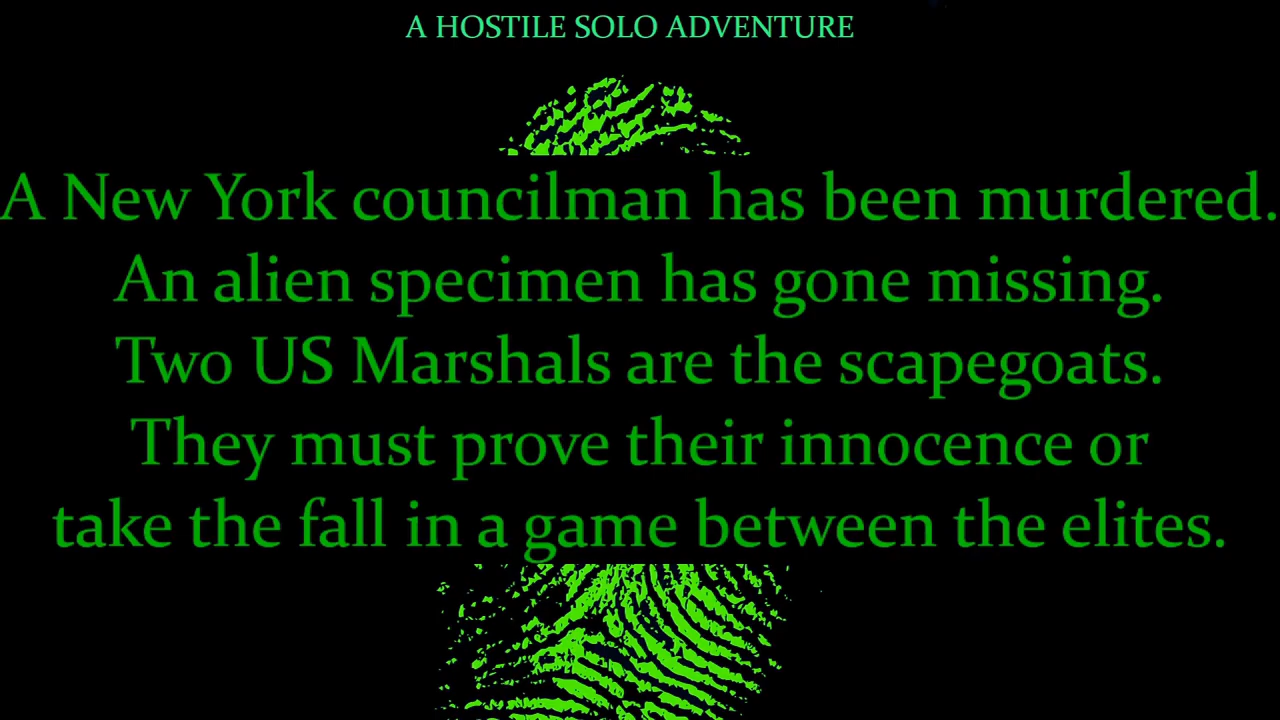 A HOSTILE SOLO ADVENTURE
A New York councilman has been murdered.
An alien specimen has gone missing.
Two US Marshals are the scapegoats.
They must prove their innocence or
take the fall in a game between the elites.